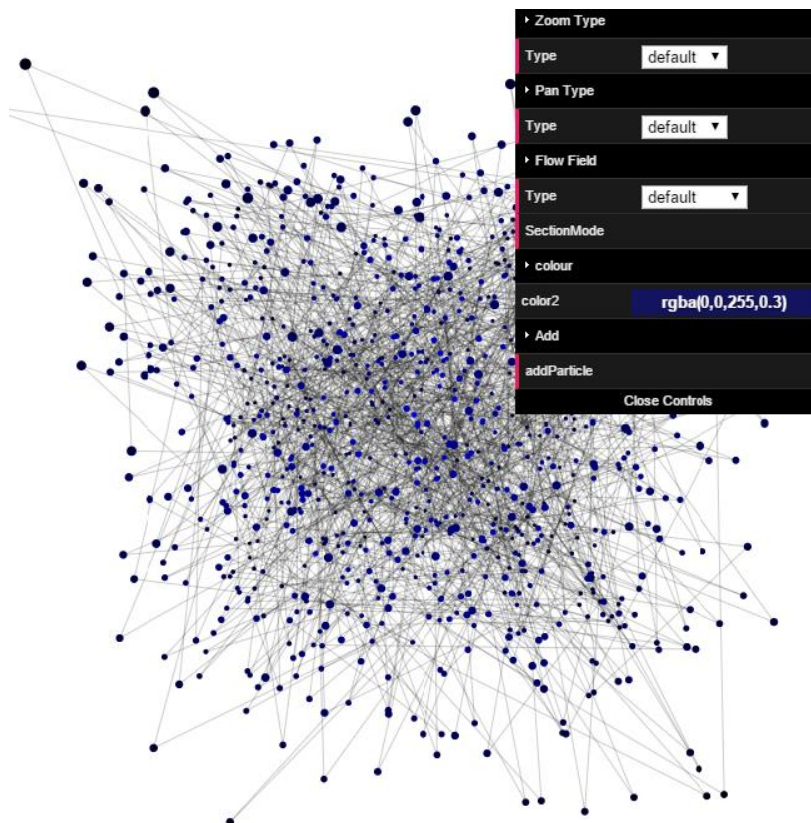 Zoom Type
Type default
Pan Type
Type default
Flow Field
Type default
SectionMode
colour
color2 rgba(0,0,255,0.3)
Add
addParticle
Close Controls